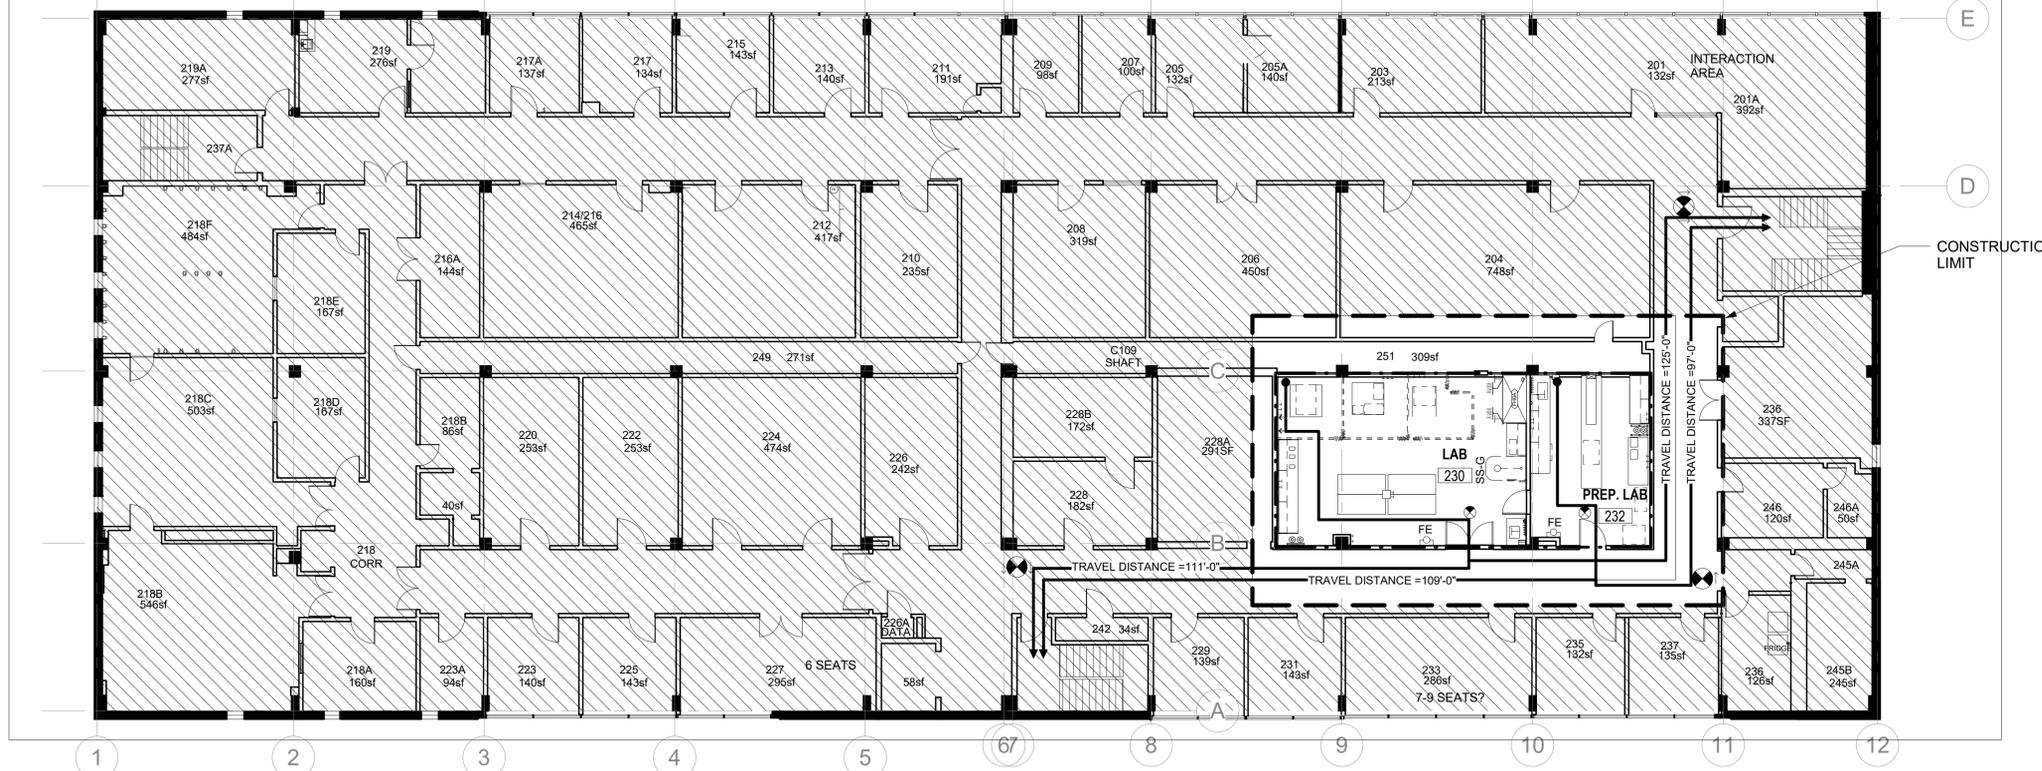 219A
277sf
219
276sf
217A
137sf
217
134sf
215
143sf
213
140sf
211
191sf
209
98sf
207
100sf
205
132sf
205A
140sf
203
213sf
201
132sf
INTERACTION
AREA
201A
392sf
E
237A
D
218F
484sf
218E
167sf
216A
144sf
214/216
465sf
212
417sf
210
235sf
208
319sf
206
450sf
204
748sf
CONSTRUCTIO
LIMIT
249 271sf
C109
SHAFT
C
251 309sf
TRAVEL DISTANCE =125'-0"
TRAVEL DISTANCE =97'-0"
218C
503sf
218D
167sf
218B
86sf
40sf
220
253sf
222
253sf
224
474sf
226
242sf
228B
172sf
228
182sf
228A
291SF
LAB
230
SS-G
PREP. LAB
232
FE
FE
236
337SF
246
120sf
246A
50sf
B
218
CORR
TRAVEL DISTANCE =111'-0"
TRAVEL DISTANCE =109'-0"
245A
218B
546sf
218A
160sf
223A
94sf
223
140sf
225
143sf
227
295sf
6 SEATS
226A
DATA
58sf
242 34sf
229
139sf
231
143sf
233
286sf
7-9 SEATS?
235
132sf
237
135sf
FRIDGE
236
126sf
245B
245sf
A
1
2
3
4
5
6
7
8
9
10
11
12